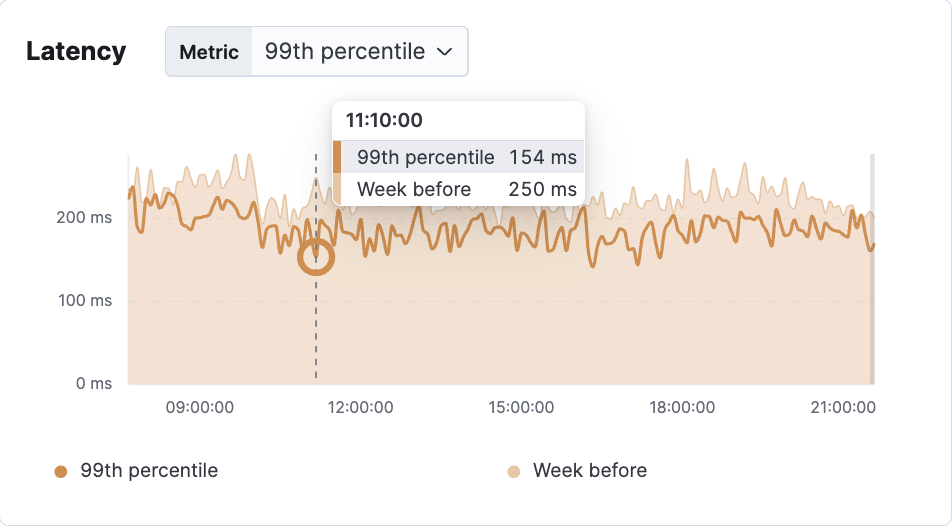 Latency Metric 99th percentile
11:10:00
99th percentile 154 ms
Week before 250 ms
200 ms
100 ms
0 ms
09:00:00 12:00:00 15:00:00 18:00:00 21:00:00
99th percentile Week before